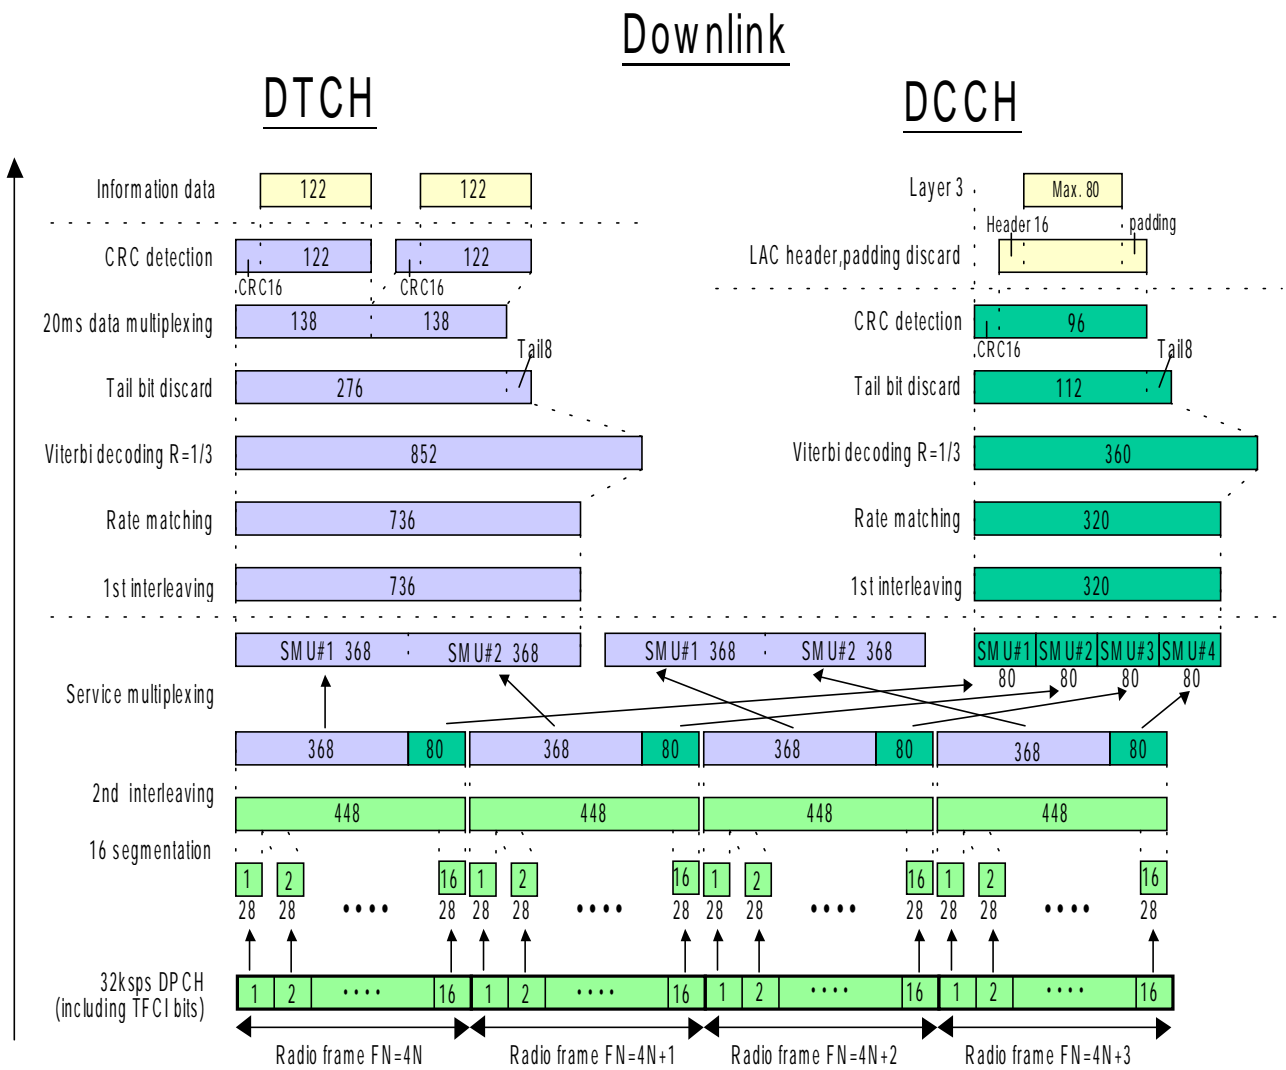 Downlink
DTCH DCCH
Information data 122 122 Layer 3 Max. 80
Header 16 padding
CRC detection 122 122 LAC header,padding discard
CRC16 CRC16
20ms data multiplexing 138 138 CRC detection 96
Tail8 CRC16 Tail8
Tail bit discard 276 Tail bit discard 112
Viterbi decoding R=1/3 852 Viterbi decoding R=1/3 360
Rate matching 736 Rate matching 320
1st interleaving 736 1st interleaving 320
SMU#1 368 SMU#2 368 SMU#1 368 SMU#2 368 SMU#1 SMU#2 SMU#3 SMU#4
80 80 80 80
Service multiplexing
368 80 368 80 368 80 368 80
2nd interleaving
448 448 448 448
16 segmentation
1 2 16 1 2 16 1 2 16 1 2 16
28 28 •••• 28 28 28 •••• 28 28 28 •••• 28 28 28 •••• 28
32ksps DPCH
(including TFCI bits)
1 2 •••• 16 1 2 •••• 16 1 2 •••• 16 1 2 •••• 16
Radio frame FN=4N Radio frame FN=4N+1 Radio frame FN=4N+2 Radio frame FN=4N+3